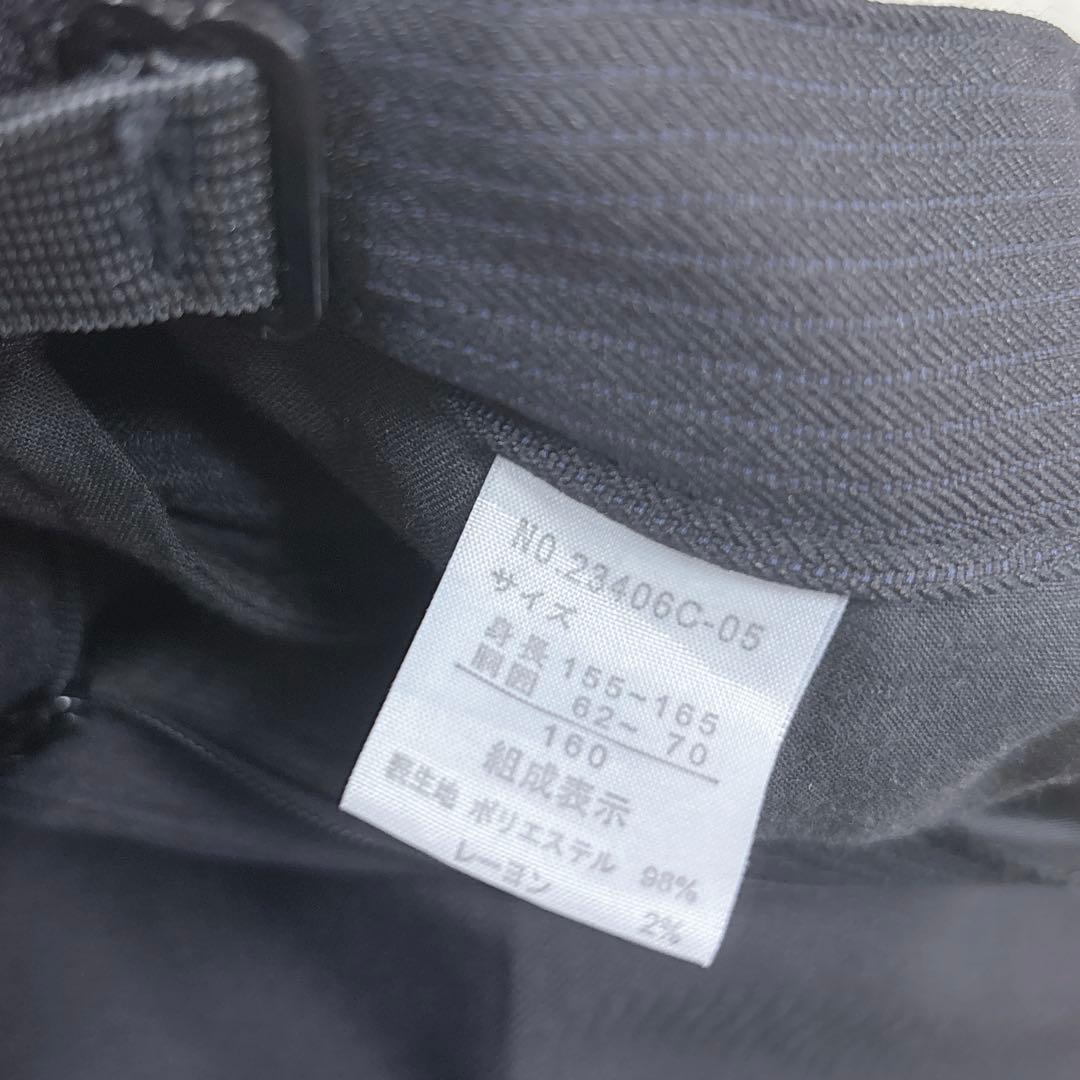 NO.23406C-05
サイズ
身長 155~165
胴囲 62~ 70
160
組成表示
表生地 ポリエステル 98%
レーヨン 2%